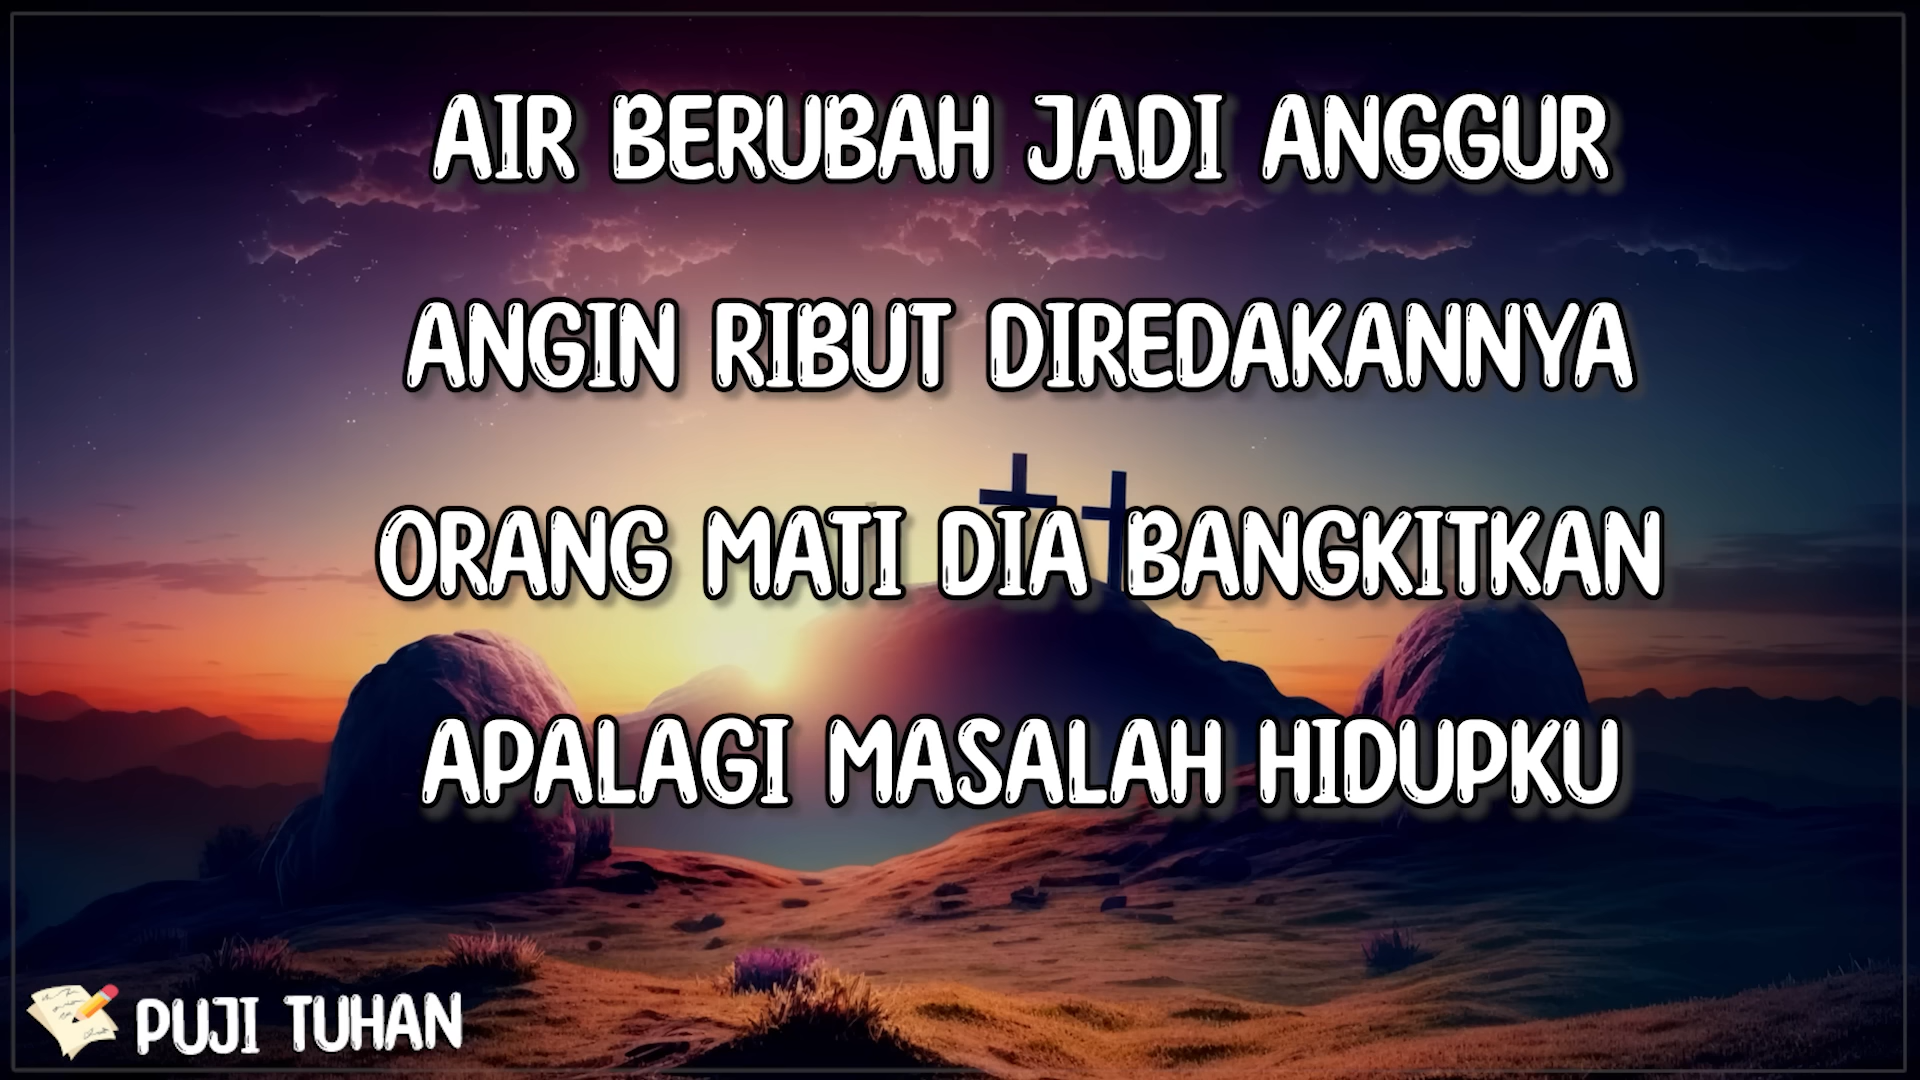 AIR BERUBAH JADI ANGGUR
ANGIN RIBUT DIREDAKANNYA
ORANG MATI DIA BANGKITKAN
APALAGI MASALAH HIDUPKU
PUJI TUHAN